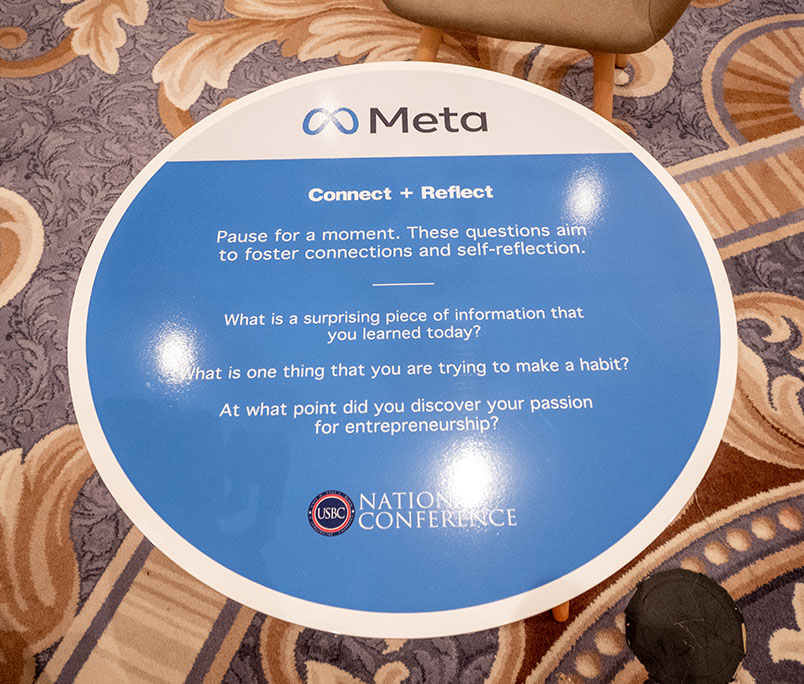 Meta
Connect + Reflect
Pause for a moment. These questions aim
to foster connections and self-reflection.
What is a surprising piece of information that
you learned today?
What is one thing that you are trying to make a habit?
At what point did you discover your passion
for entrepreneurship?
USBC
NATIONAL
CONFERENCE